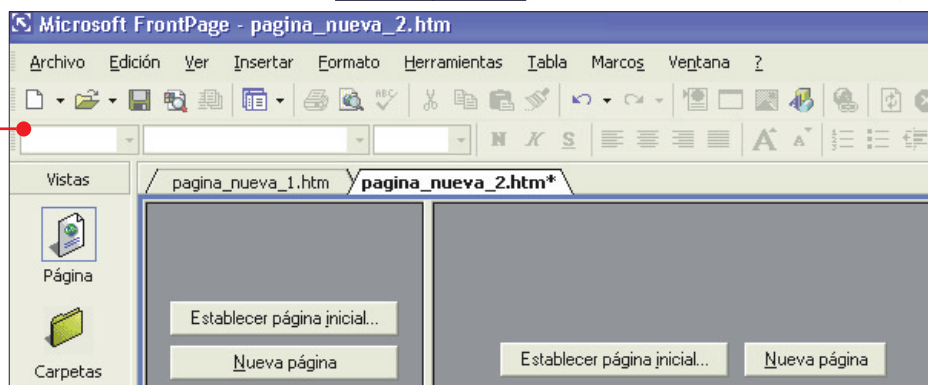 Microsoft FrontPage - pagina_nueva_2.htm
Archivo Edición Ver Insertar Formato Herramientas Tabla Marcos Ventana ?
ABC
N K S A A
Vistas pagina_nueva_1.htm pagina_nueva_2.htm*
Página
Establecer página inicial...
Nueva página Establecer página inicial... Nueva página
Carpetas